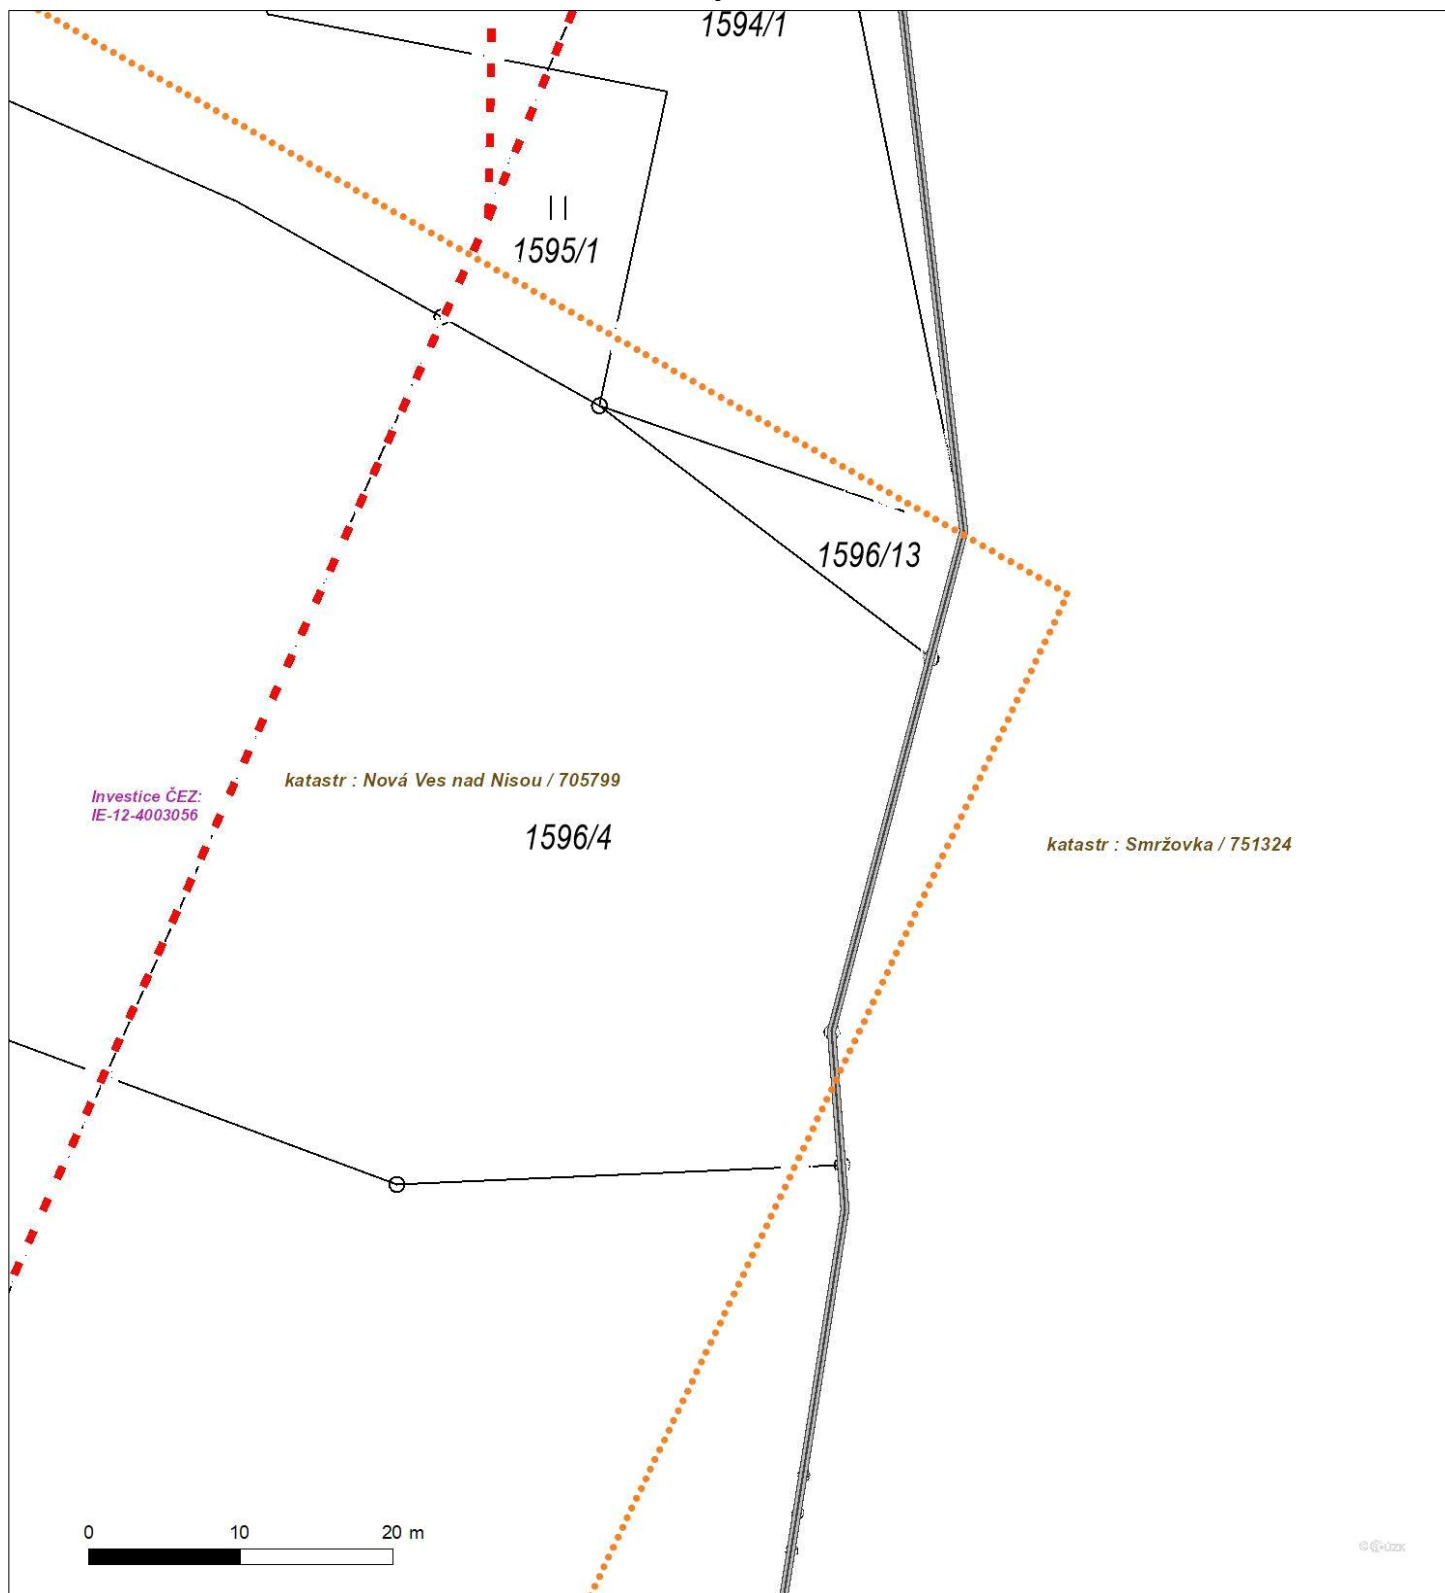 1594/1
1595/1
1596/13
katastr : Nová Ves nad Nisou / 705799
Investice ČEZ:
IE-12-4003056
1596/4
katastr : Smržovka / 751324
0 10 20 m